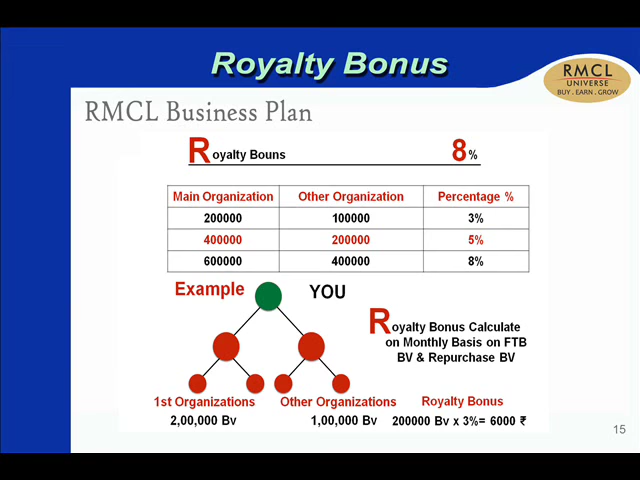 Royalty Bonus
RMCL
UNIVERSE
BUY . EARN . GROW
RMCL Business Plan
Royalty Bouns 8%
Main Organization Other Organization Percentage %
200000 100000 3%
400000 200000 5%
600000 400000 8%
Example YOU
Royalty Bonus Calculate
on Monthly Basis on FTB
BV & Repurchase BV
1st Organizations Other Organizations Royalty Bonus
2,00,000 Bv 1,00,000 Bv 200000 Bv x 3%= 6000 ₹
15